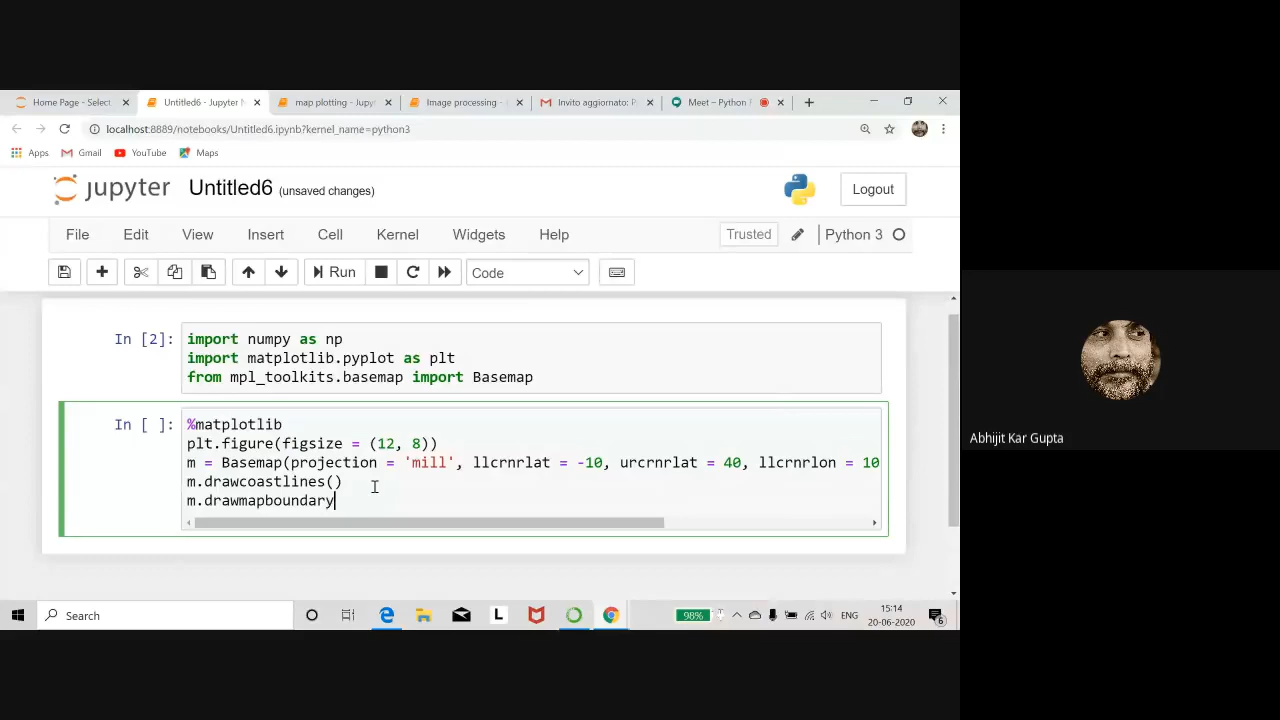 Home Page - Select
Untitled6 - Jupyter N
map plotting - Jupyt
Image processing -
Invito aggiornato: P
Meet – Python P
localhost:8889/notebooks/Untitled6.ipynb?kernel_name=python3
Apps Gmail YouTube Maps
jupyter Untitled6 (unsaved changes) Logout
File Edit View Insert Cell Kernel Widgets Help Trusted Python 3
Run Code
In [2]: import numpy as np
import matplotlib.pyplot as plt
from mpl_toolkits.basemap import Basemap
In [ ]: %matplotlib
plt.figure(figsize = (12, 8))
m = Basemap(projection = 'mill', llcrnrlat = -10, urcrnrlat = 40, llcrnrlon = 10
m.drawcoastlines()
m.drawmapboundary
Abhijit Kar Gupta
Search L 98% ENG 15:14
20-06-2020 6